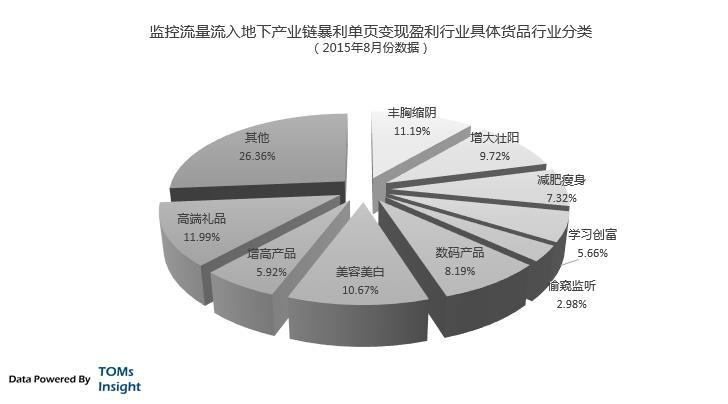 监控流量流入地下产业链暴利单页变现盈利行业具体货品行业分类
（2015年8月份数据）
丰胸缩阴
11.19%
增大壮阳
9.72%
减肥瘦身
7.32%
学习创富
5.66%
偷窥监听
2.98%
数码产品
8.19%
美容美白
10.67%
增高产品
5.92%
高端礼品
11.99%
其他
26.36%
Data Powered By
TOMs
Insight